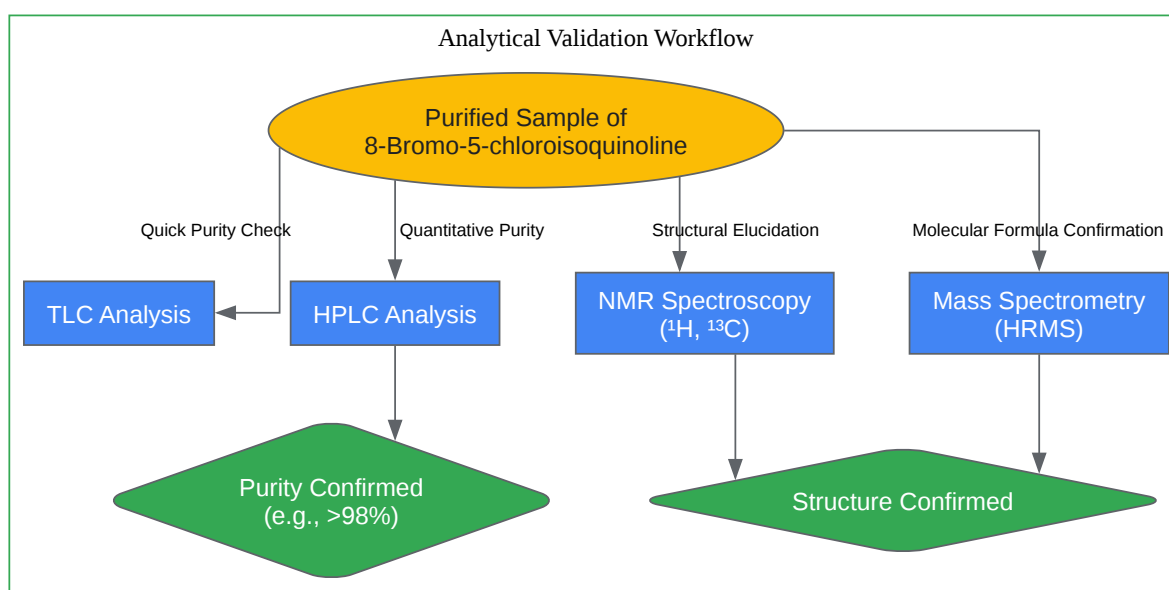 Analytical Validation Workflow
Purified Sample of
8-Bromo-5-chloroisoquinoline
Quick Purity Check
Quantitative Purity
Structural Elucidation
Molecular Formula Confirmation
TLC Analysis
HPLC Analysis
NMR Spectroscopy
(¹H, ¹³C)
Mass Spectrometry
(HRMS)
Purity Confirmed
(e.g., >98%)
Structure Confirmed